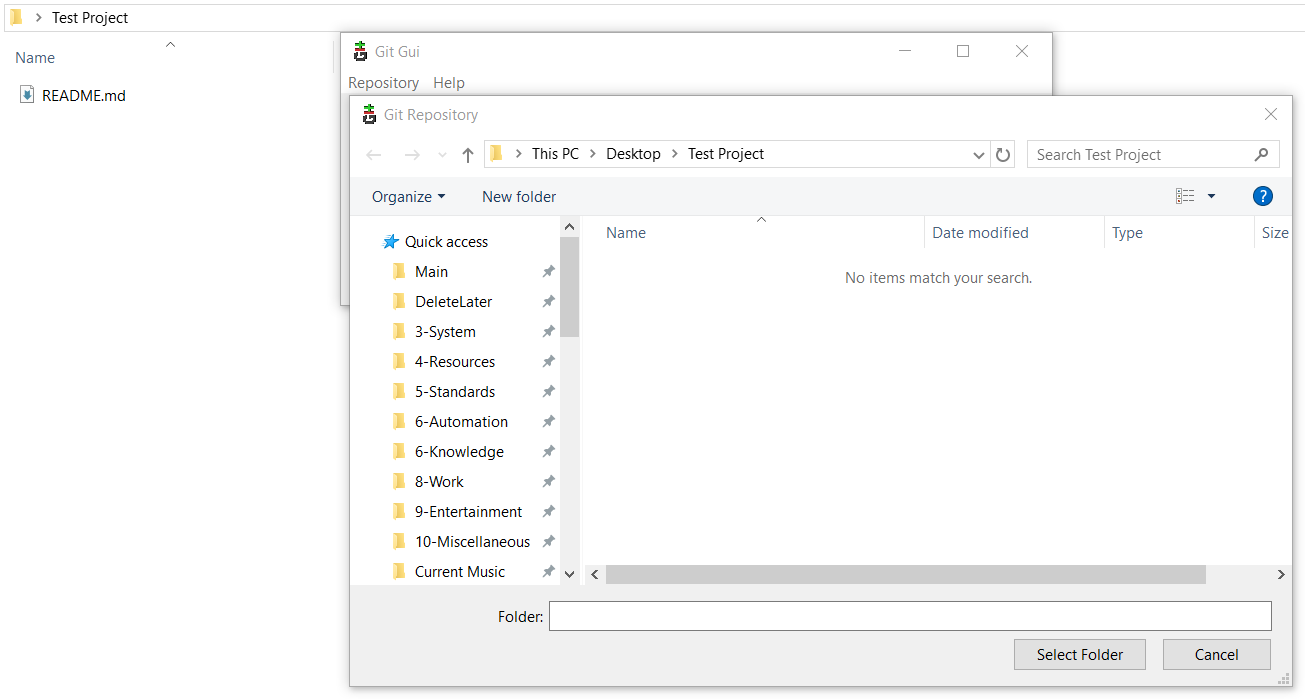 Test Project
Name
README.md
Git Gui
Repository Help
Git Repository
This PC Desktop Test Project
Search Test Project
Organize New folder
?
Quick access
Main
DeleteLater
3-System
4-Resources
5-Standards
6-Automation
6-Knowledge
8-Work
9-Entertainment
10-Miscellaneous
Current Music
Name Date modified Type Size
No items match your search.
Folder:
Select Folder Cancel